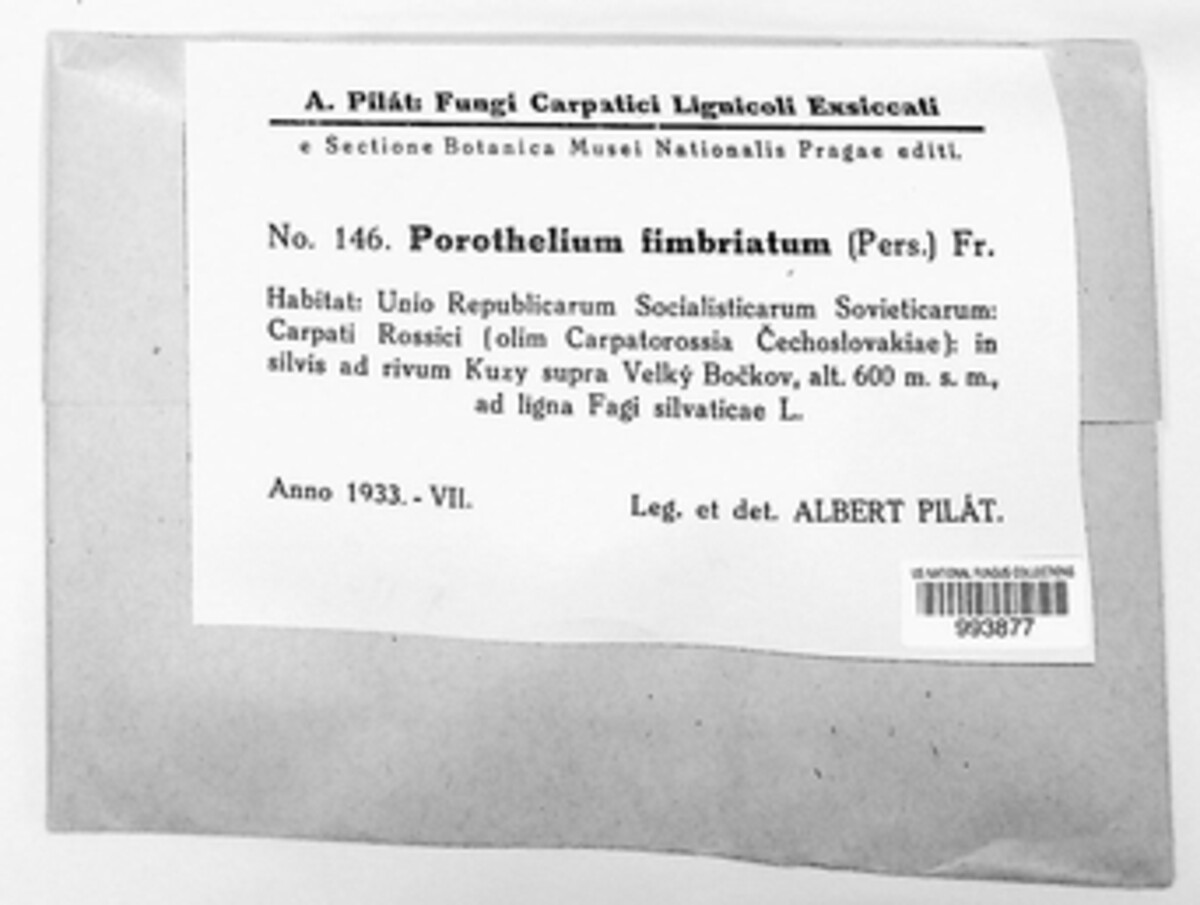 A. Pilát: Fungi Carpatici Lignicoli Exsiccati
e Sectione Botanica Musei Nationalis Pragae editi.
No. 146. Porothelium fimbriatum (Pers.) Fr.
Habitat: Unio Republicarum Socialisticarum Sovieticarum:
Carpati Rossici (olim Carpatorossia Čechoslovakiae): in
silvis ad rivum Kuzy supra Velký Bočkov, alt. 600 m. s. m.,
ad ligna Fagi silvaticae L.
Anno 1933. - VII.
Leg. et det. ALBERT PILÁT.
US NATIONAL FUNGUS COLLECTIONS
993877